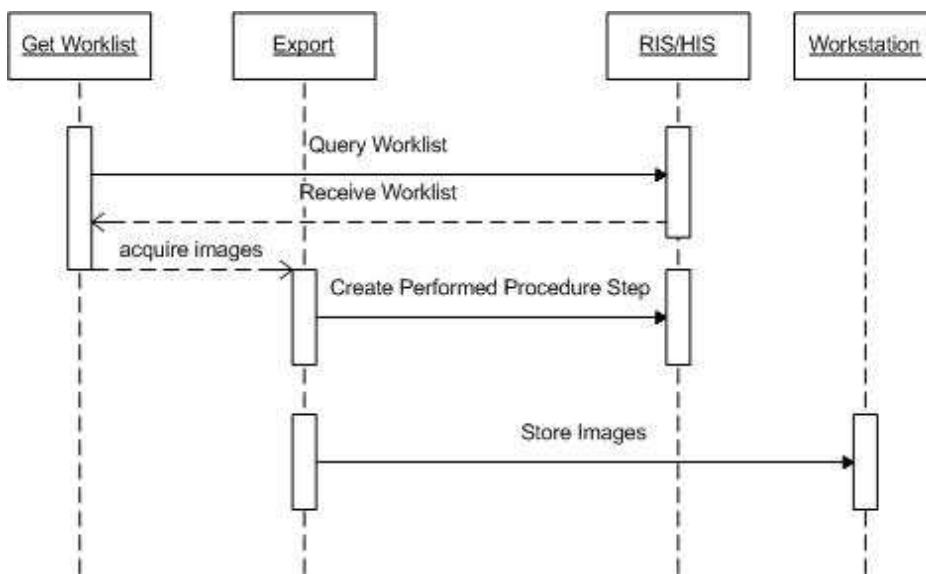 Get Worklist
Export
RIS/HIS
Workstation
Query Worklist
Receive Worklist
acquire images
Create Performed Procedure Step
Store Images